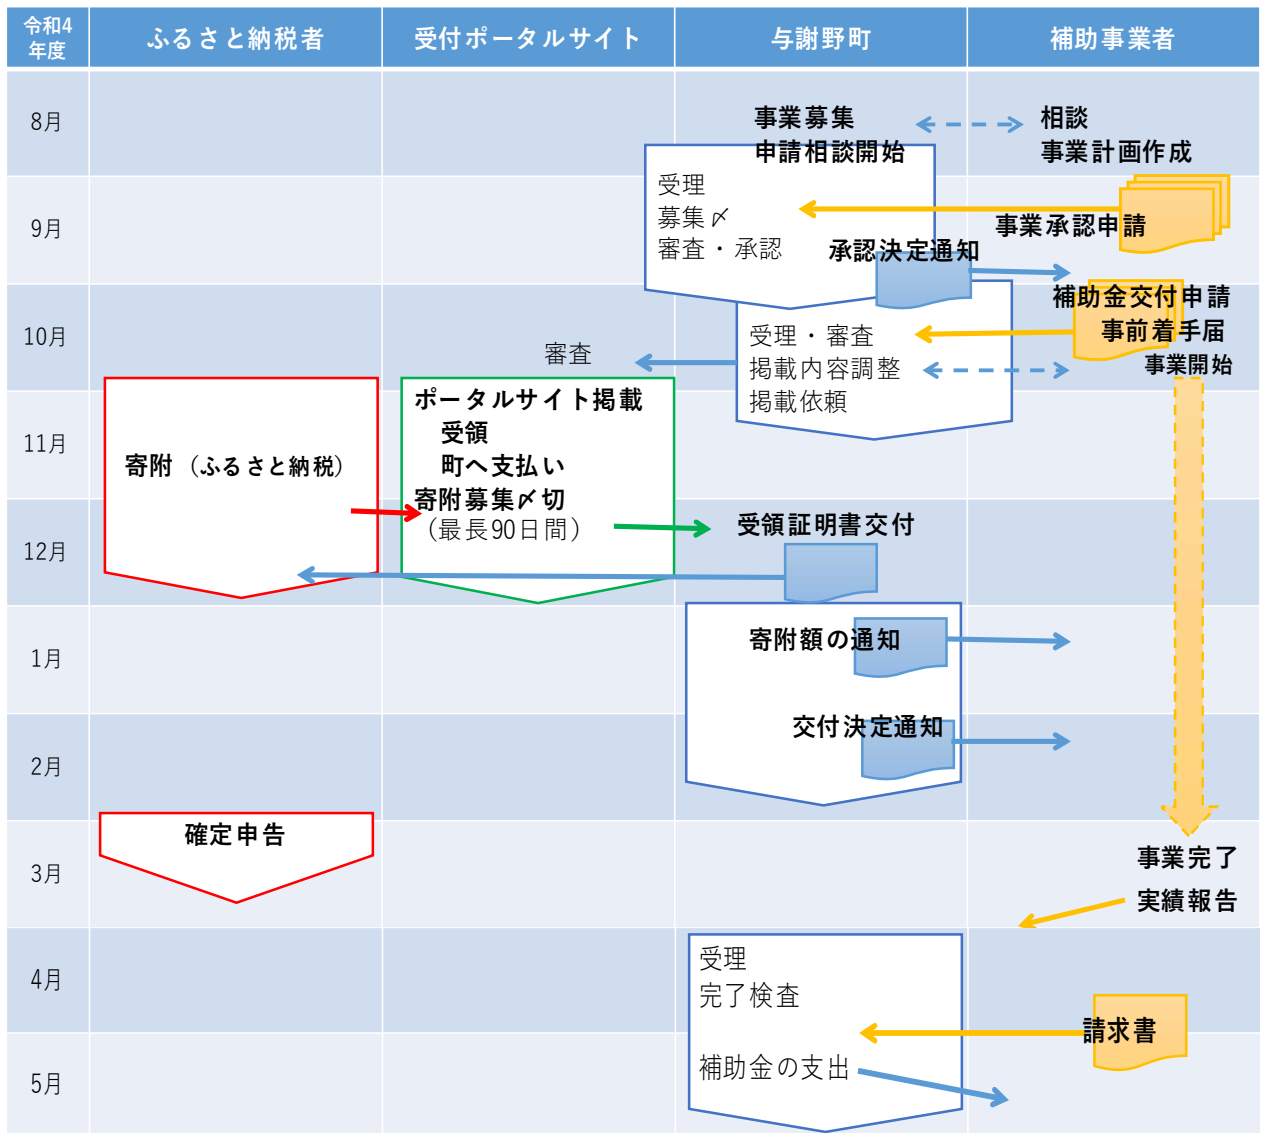 令和4
年度
ふるさと納税者
受付ポータルサイト
与謝野町
補助事業者
8月
事業募集
申請相談開始
相談
事業計画作成
9月
受理
募集〆
審査・承認
事業承認申請
承認決定通知
10月
審査
受理・審査
掲載内容調整
掲載依頼
補助金交付申請
事前着手届
事業開始
11月
寄附（ふるさと納税）
ポータルサイト掲載
受領
町へ支払い
寄附募集〆切
（最長90日間）
12月
受領証明書交付
1月
寄附額の通知
2月
交付決定通知
3月
確定申告
事業完了
実績報告
4月
受理
完了検査
請求書
5月
補助金の支出